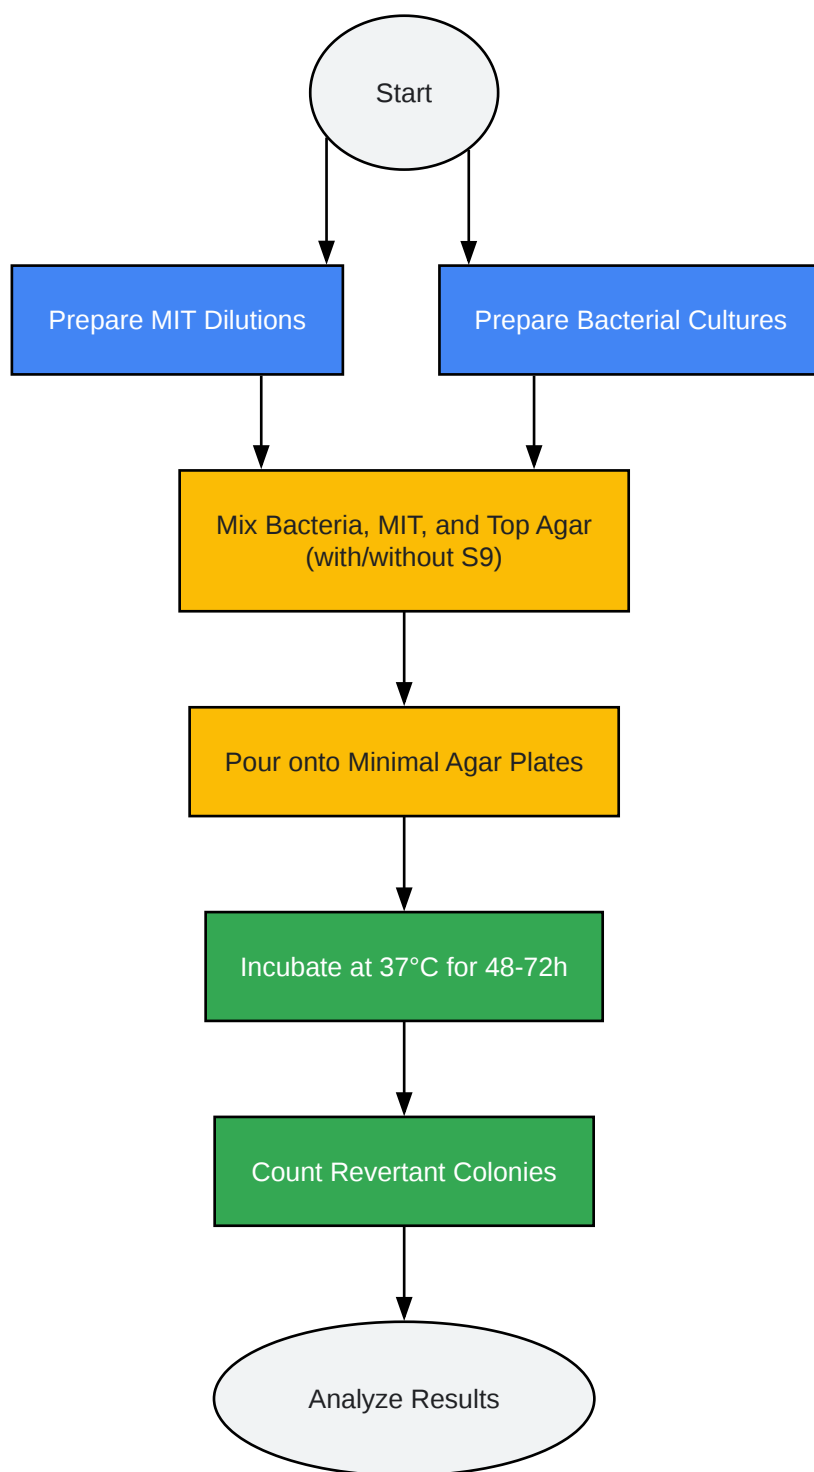 Start
Prepare MIT Dilutions
Prepare Bacterial Cultures
Mix Bacteria, MIT, and Top Agar
(with/without S9)
Pour onto Minimal Agar Plates
Incubate at 37°C for 48-72h
Count Revertant Colonies
Analyze Results